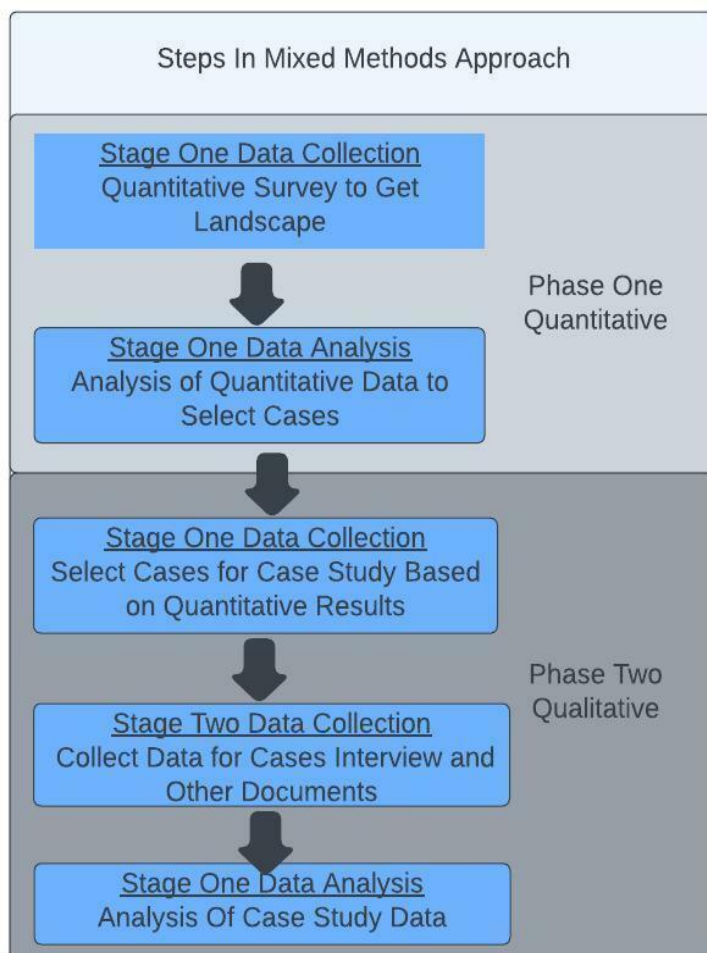 Steps In Mixed Methods Approach
Stage One Data Collection
Quantitative Survey to Get
Landscape
Phase One
Quantitative
Stage One Data Analysis
Analysis of Quantitative Data to
Select Cases
Stage One Data Collection
Select Cases for Case Study Based
on Quantitative Results
Phase Two
Qualitative
Stage Two Data Collection
Collect Data for Cases Interview and
Other Documents
Stage One Data Analysis
Analysis Of Case Study Data